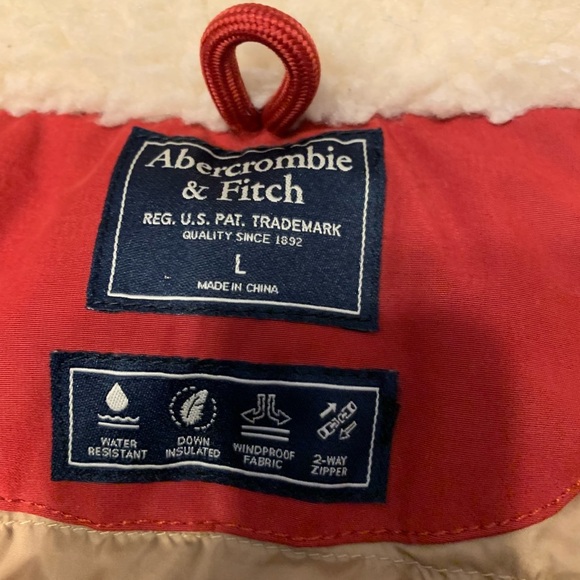 Abercrombie
& Fitch
REG. U.S. PAT. TRADEMARK
QUALITY SINCE 1892
L
MADE IN CHINA
WATER
RESISTANT
DOWN
INSULATED
WINDPROOF
FABRIC
2-WAY
ZIPPER